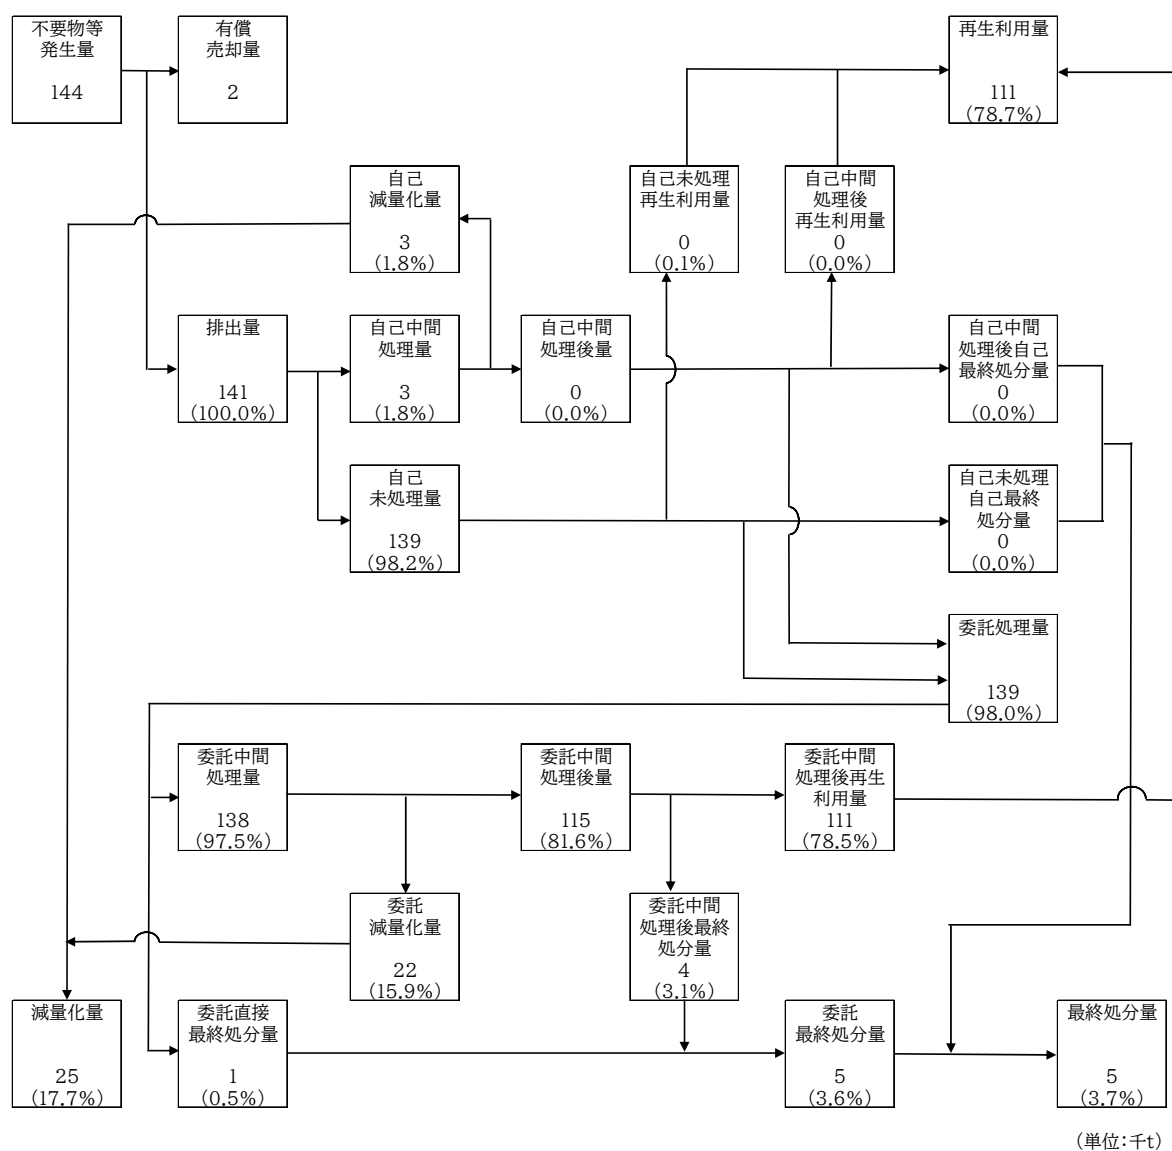 不要物等
発生量
144
有償
売却量
2
再生利用量
111
(78.7%)
自己
減量化量
3
(1.8%)
自己未処理
再生利用量
0
(0.1%)
自己中間
処理後
再生利用量
0
(0.0%)
排出量
141
(100.0%)
自己中間
処理量
3
(1.8%)
自己中間
処理後量
0
(0.0%)
自己中間
処理後自己
最終処分量
0
(0.0%)
自己
未処理量
139
(98.2%)
自己未処理
自己最終
処分量
0
(0.0%)
委託処理量
139
(98.0%)
委託中間
処理量
138
(97.5%)
委託中間
処理後量
115
(81.6%)
委託中間
処理後再生
利用量
111
(78.5%)
委託
減量化量
22
(15.9%)
委託中間
処理後最終
処分量
4
(3.1%)
減量化量
25
(17.7%)
委託直接
最終処分量
1
(0.5%)
委託
最終処分量
5
(3.6%)
最終処分量
5
(3.7%)
(単位:千t)